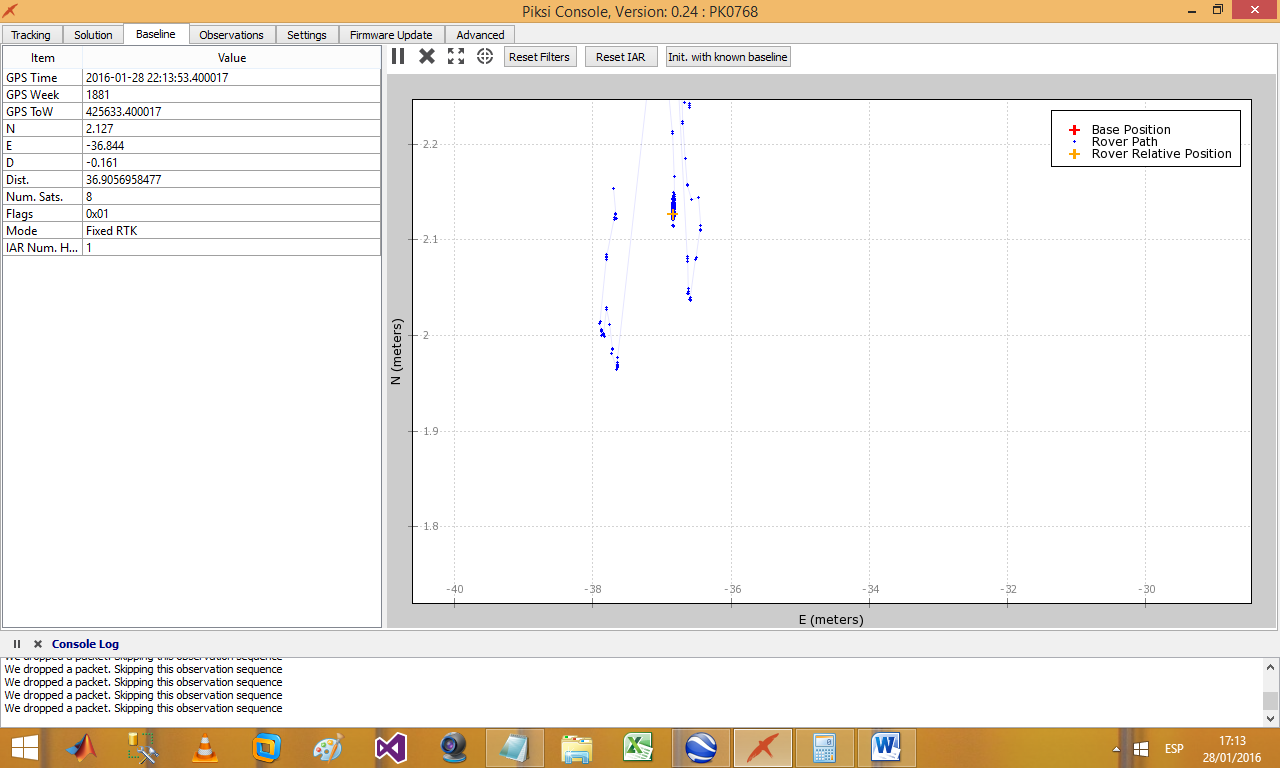 Piksi Console, Version: 0.24 : PK0768
Tracking Solution Baseline Observations Settings Firmware Update Advanced
Item Value
GPS Time 2016-01-28 22:13:53.400017
GPS Week 1881
GPS ToW 425633.400017
N 2.127
E -36.844
D -0.161
Dist. 36.9056958477
Num. Sats. 8
Flags 0x01
Mode Fixed RTK
IAR Num. H... 1
Reset Filters Reset IAR Init. with known baseline
Base Position
Rover Path
Rover Relative Position
2.2
2.1
2
1.9
1.8
N (meters)
-40 -38 -36 -34 -32 -30
E (meters)
Console Log
We dropped a packet. Skipping this observation sequence
We dropped a packet. Skipping this observation sequence
We dropped a packet. Skipping this observation sequence
We dropped a packet. Skipping this observation sequence
We dropped a packet. Skipping this observation sequence
ESP
17:13
28/01/2016